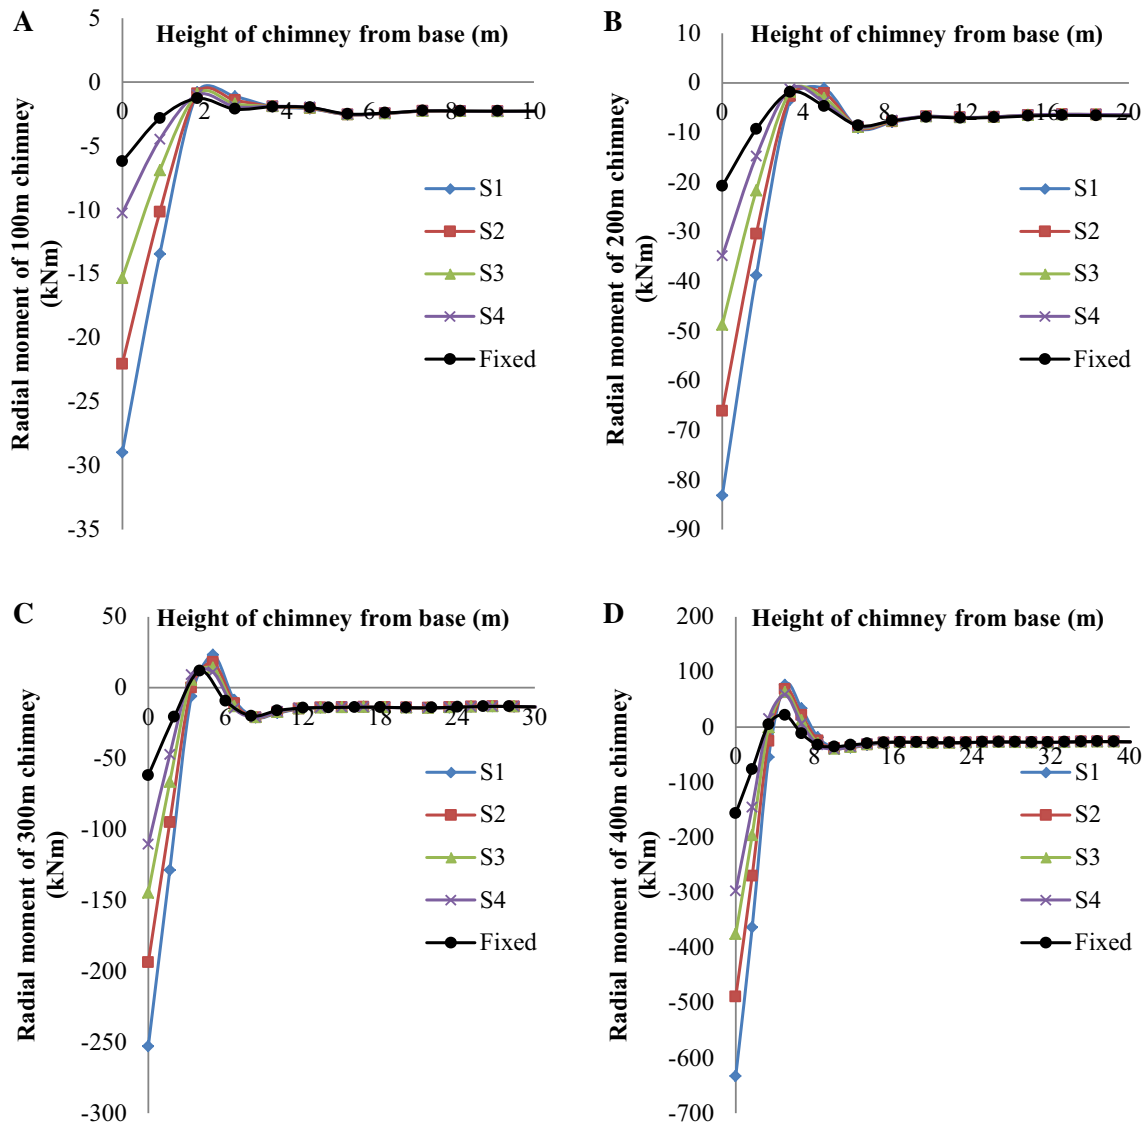 A
Height of chimney from base (m)
Radial moment of 100m chimney
(kNm)
5
0
-5
-10
-15
-20
-25
-30
-35
0 2 4 6 8 10
S1
S2
S3
S4
Fixed
B
Height of chimney from base (m)
Radial moment of 200m chimney
(kNm)
10
0
-10
-20
-30
-40
-50
-60
-70
-80
-90
0 4 8 12 16 20
S1
S2
S3
S4
Fixed
C
Height of chimney from base (m)
Radial moment of 300m chimney
(kNm)
50
0
-50
-100
-150
-200
-250
-300
0 6 12 18 24 30
S1
S2
S3
S4
Fixed
D
Height of chimney from base (m)
Radial moment of 400m chimney
(kNm)
200
100
0
-100
-200
-300
-400
-500
-600
-700
0 8 16 24 32 40
S1
S2
S3
S4
Fixed